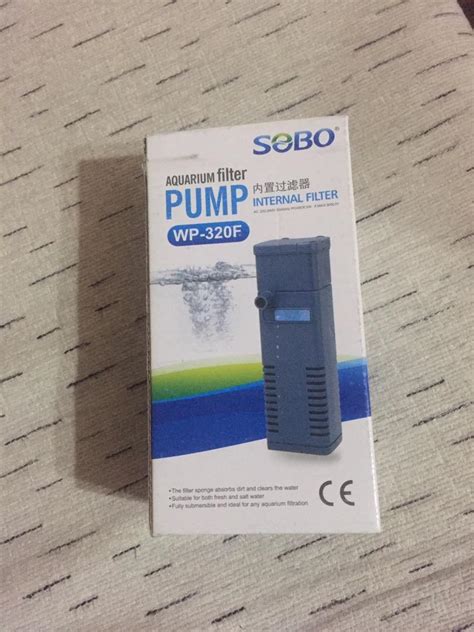 SOBO®
AQUARIUM filter
PUMP
WP-320F
内置过滤器
INTERNAL FILTER
•The filter sponge absorbs dirt and clears the water
•Suitable for both fresh and salt water
•Fully submersible and ideal for any aquarium filtration
CE